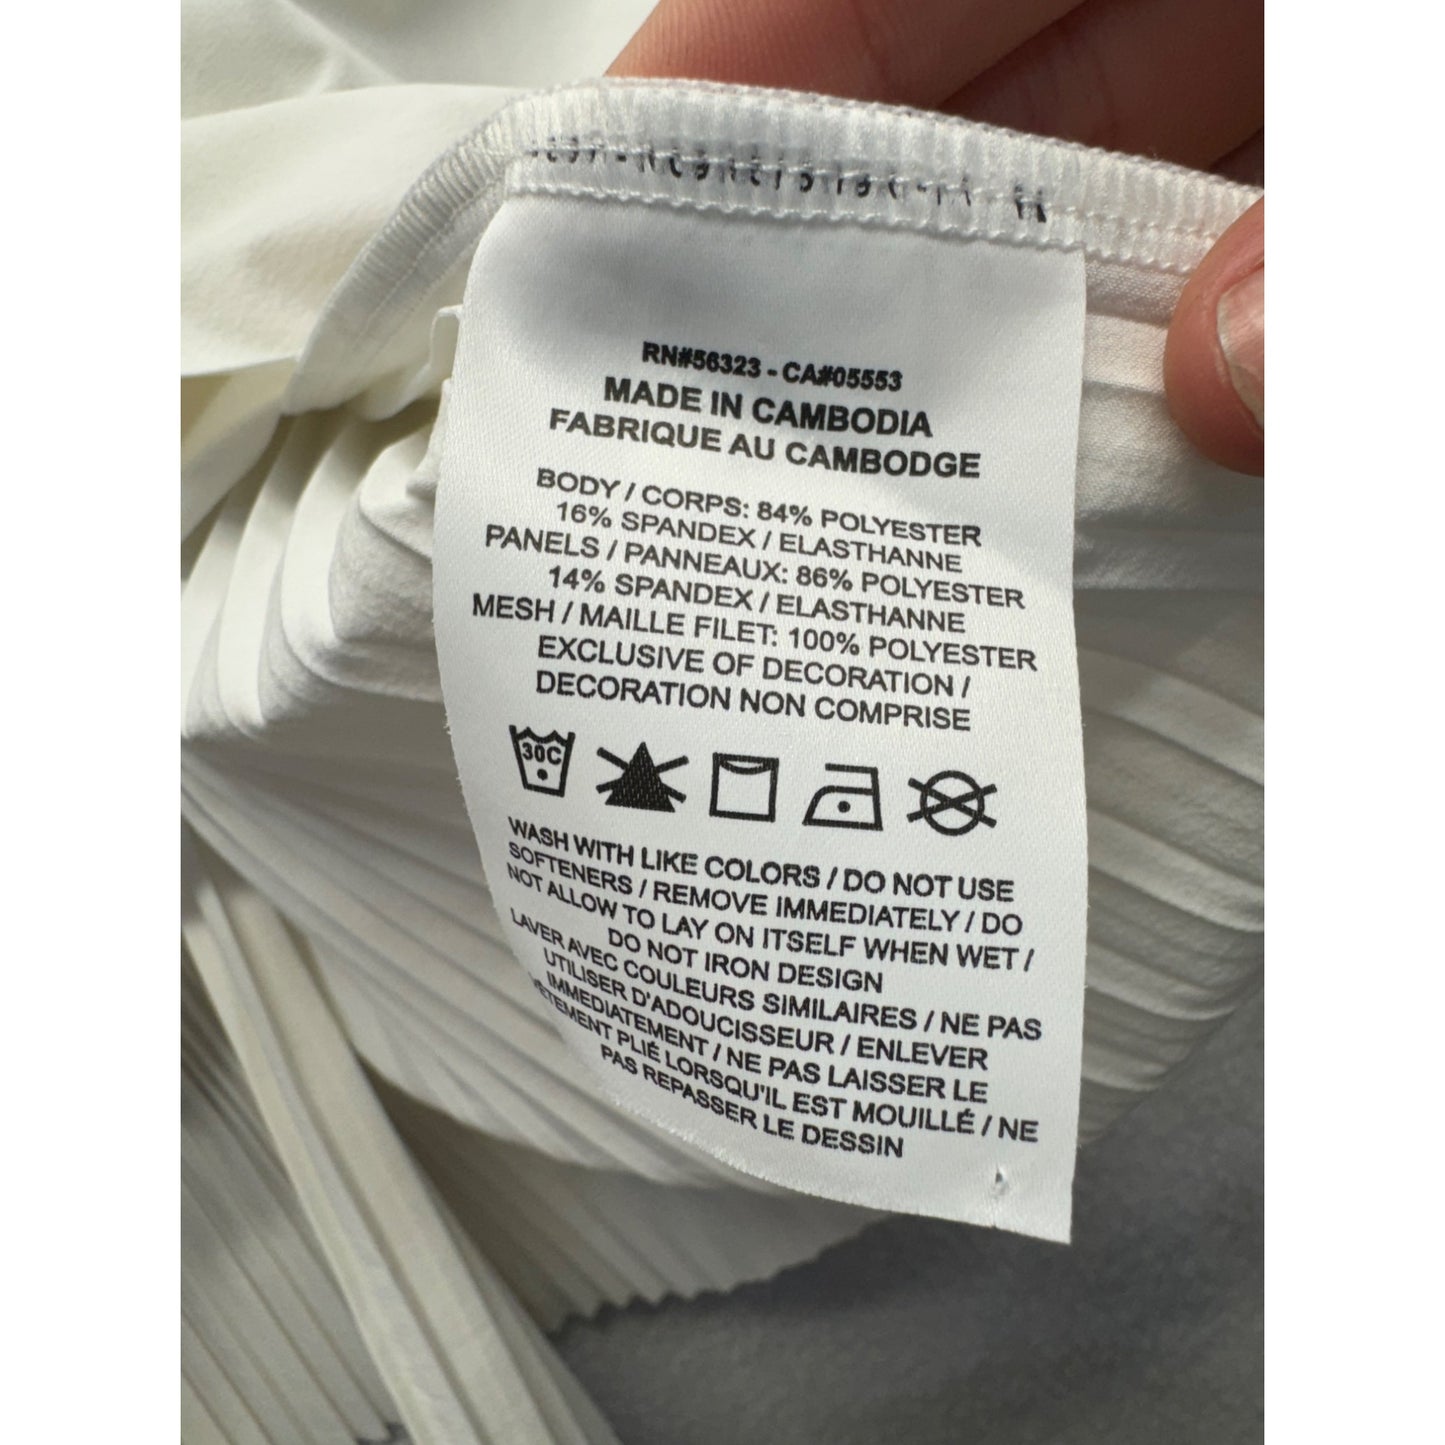 RN#56323 - CA#05553
MADE IN CAMBODIA
FABRIQUE AU CAMBODGE
BODY / CORPS: 84% POLYESTER
16% SPANDEX / ELASTHANNE
PANELS / PANNEAUX: 86% POLYESTER
14% SPANDEX / ELASTHANNE
MESH / MAILLE FILET: 100% POLYESTER
EXCLUSIVE OF DECORATION /
DECORATION NON COMPRISE
30C
WASH WITH LIKE COLORS / DO NOT USE
SOFTENERS / REMOVE IMMEDIATELY / DO
NOT ALLOW TO LAY ON ITSELF WHEN WET /
DO NOT IRON DESIGN
LAVER AVEC COULEURS SIMILAIRES / NE PAS
UTILISER D'ADOUCISSEUR / ENLEVER
IMMEDIATEMENT / NE PAS LAISSER LE
VÊTEMENT PLIÉ LORSQU'IL EST MOUILLÉ / NE
PAS REPASSER LE DESSIN